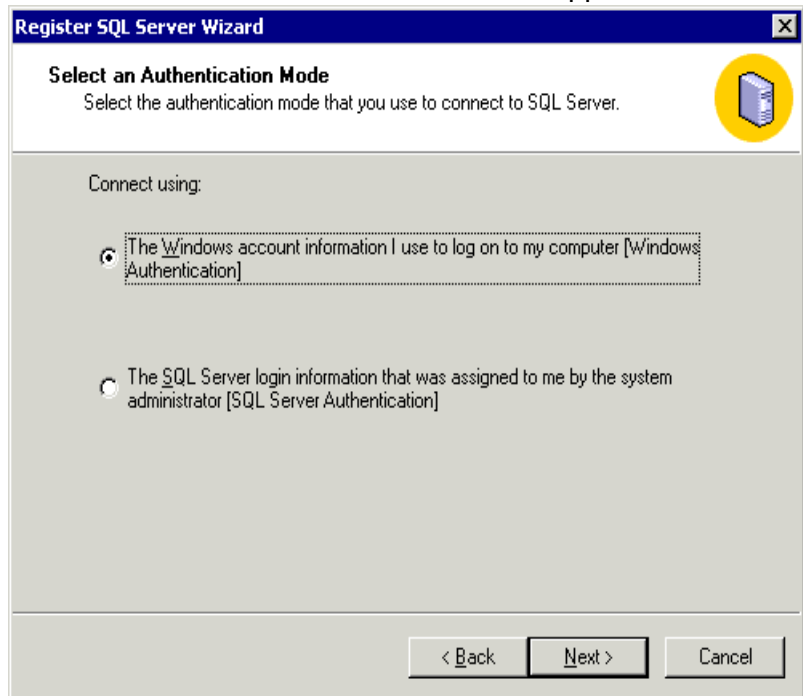 Register SQL Server Wizard
Select an Authentication Mode
Select the authentication mode that you use to connect to SQL Server.
Connect using:
The Windows account information I use to log on to my computer [Windows
Authentication]
The SQL Server login information that was assigned to me by the system
administrator [SQL Server Authentication]
< Back Next > Cancel